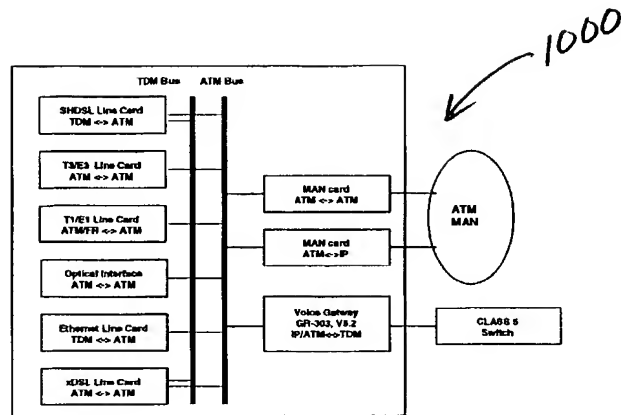 1000
TDM Bus ATM Bus
SHDSL Line Card
TDM <-> ATM
T3/E3 Line Card
ATM <-> ATM
T1/E1 Line Card
ATM/FR <-> ATM
Optical Interface
ATM <-> ATM
Ethernet Line Card
TDM <-> ATM
xDSL Line Card
ATM <-> ATM
MAN card
ATM <-> ATM
MAN card
ATM<->IP
Voice Gatway
GR-303, V5.2
IP/ATM<->TDM
ATM
MAN
CLASS 5
Switch